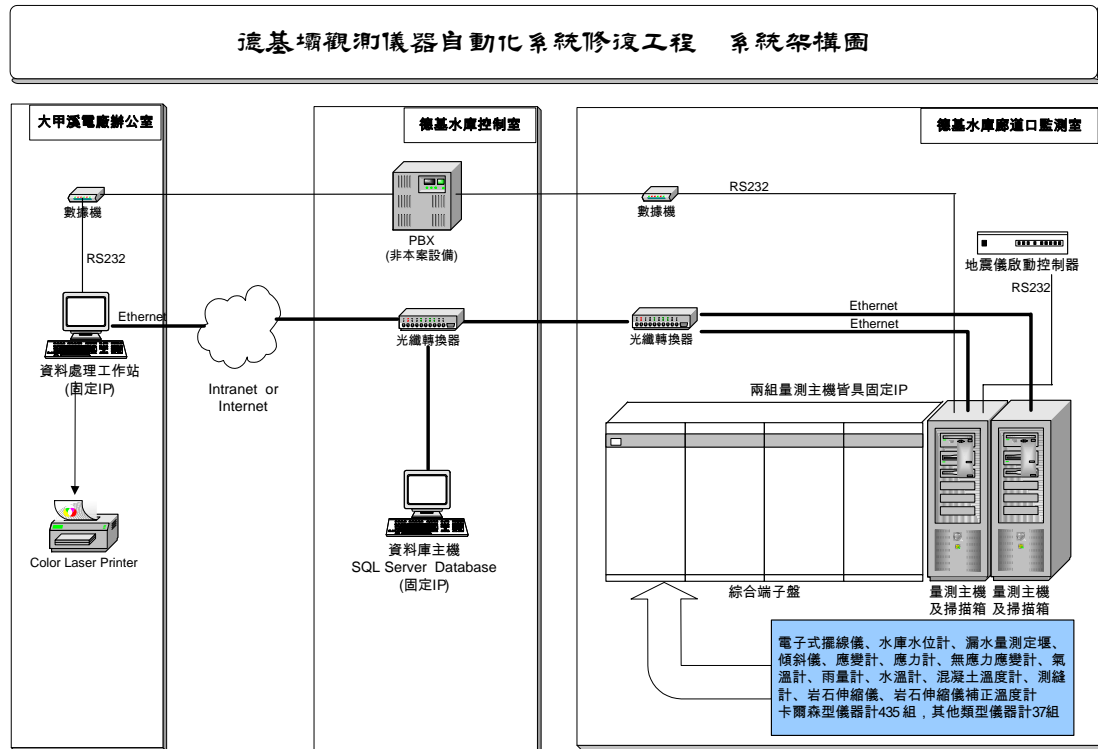 德基壩觀測儀器自動化系統修復工程 系統架構圖
大甲溪電廠辦公室
德基水庫控制室
德基水庫廊道口監測室
數據機
RS232
PBX
(非本案設備)
數據機
RS232
地震儀啟動控制器
RS232
Ethernet
資料處理工作站
(固定IP)
Intranet or
Internet
光纖轉換器
光纖轉換器
Ethernet
Ethernet
兩組量測主機皆具固定IP
Color Laser Printer
資料庫主機
SQL Server Database
(固定IP)
綜合端子盤
量測主機
及掃描箱
量測主機
及掃描箱
電子式擺線儀、水庫水位計、漏水量測定堰、
傾斜儀、應變計、應力計、無應力應變計、氣
溫計、雨量計、水溫計、混凝土溫度計、測縫
計、岩石伸縮儀、岩石伸縮儀補正溫度計
卡爾森型儀器計435組，其他類型儀器計37組